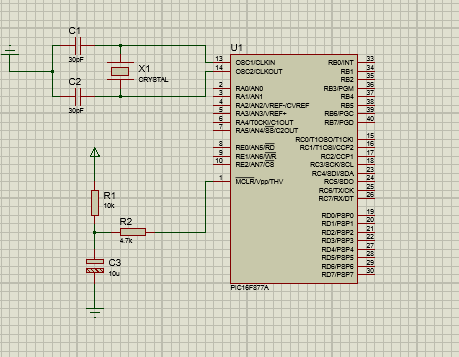 C1
30pF
C2
30pF
X1
CRYSTAL
R1
10k
R2
4.7k
C3
10u
U1
13 OSC1/CLKIN
14 OSC2/CLKOUT
2 RA0/AN0
3 RA1/AN1
4 RA2/AN2/VREF-/CVREF
5 RA3/AN3/VREF+
6 RA4/T0CKI/C1OUT
7 RA5/AN4/SS/C2OUT
8 RE0/AN5/RD
9 RE1/AN6/WR
10 RE2/AN7/CS
1 MCLR/Vpp/THV
RB0/INT 33
RB1 34
RB2 35
RB3/PGM 36
RB4 37
RB5 38
RB6/PGC 39
RB7/PGD 40
RC0/T1OSO/T1CKI 15
RC1/T1OSI/CCP2 16
RC2/CCP1 17
RC3/SCK/SCL 18
RC4/SDI/SDA 23
RC5/SDO 24
RC6/TX/CK 25
RC7/RX/DT 26
RD0/PSP0 19
RD1/PSP1 20
RD2/PSP2 21
RD3/PSP3 22
RD4/PSP4 27
RD5/PSP5 28
RD6/PSP6 29
RD7/PSP7 30
PIC16F877A